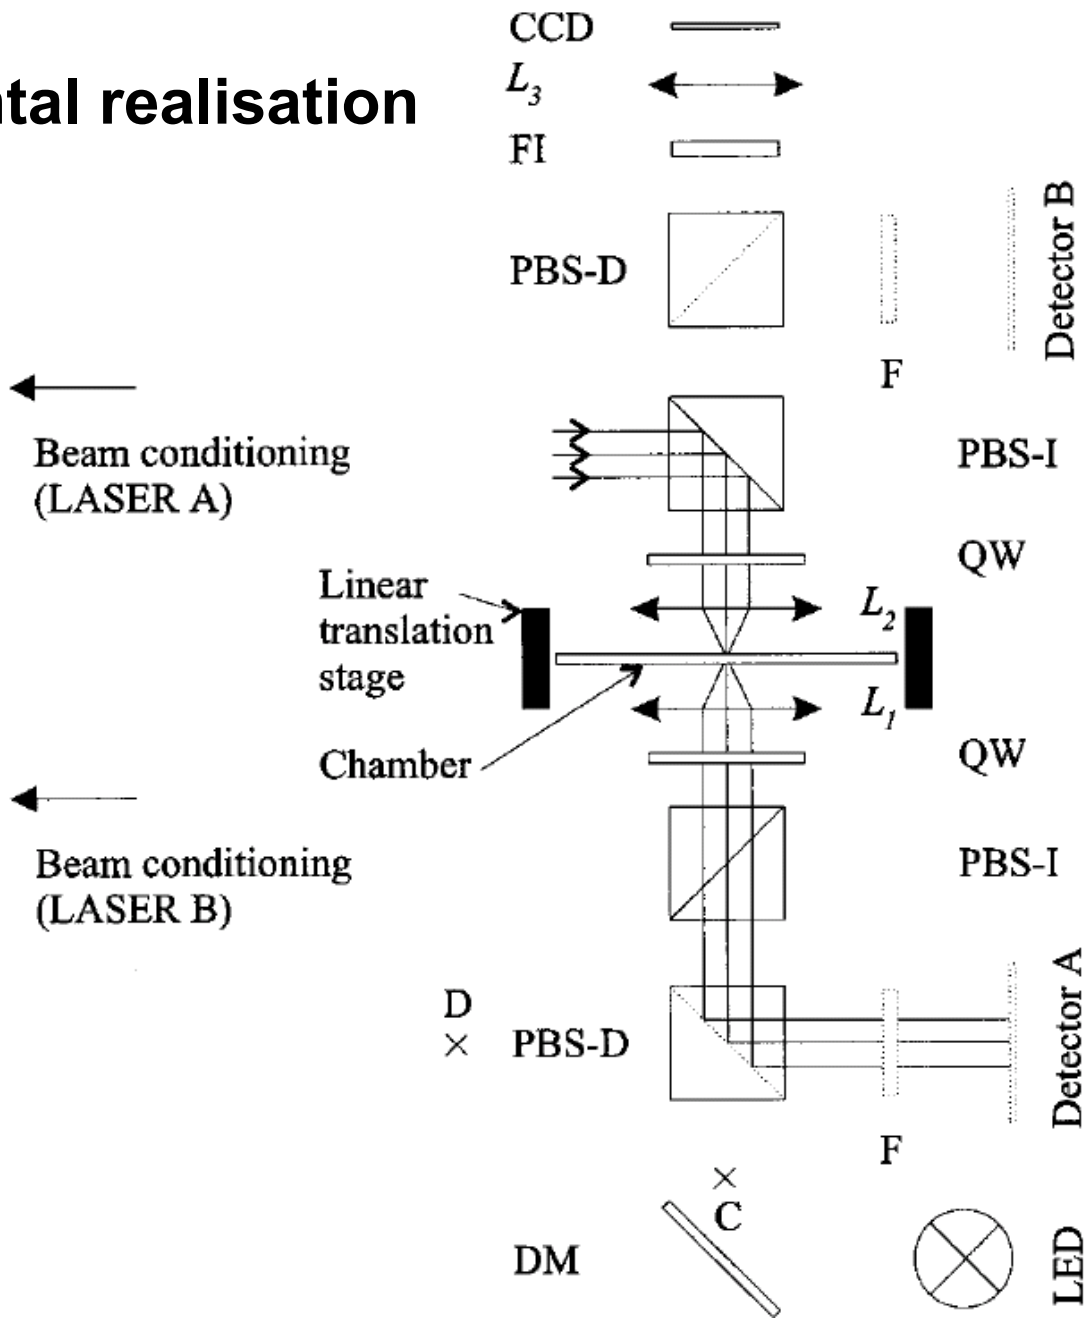 CCD
ntal realisation
L3
FI
PBS-D
Detector B
F
Beam conditioning
(LASER A)
PBS-I
QW
Linear
translation
stage
L2
L1
Chamber
QW
Beam conditioning
(LASER B)
PBS-I
D
PBS-D
Detector A
F
C
DM
LED